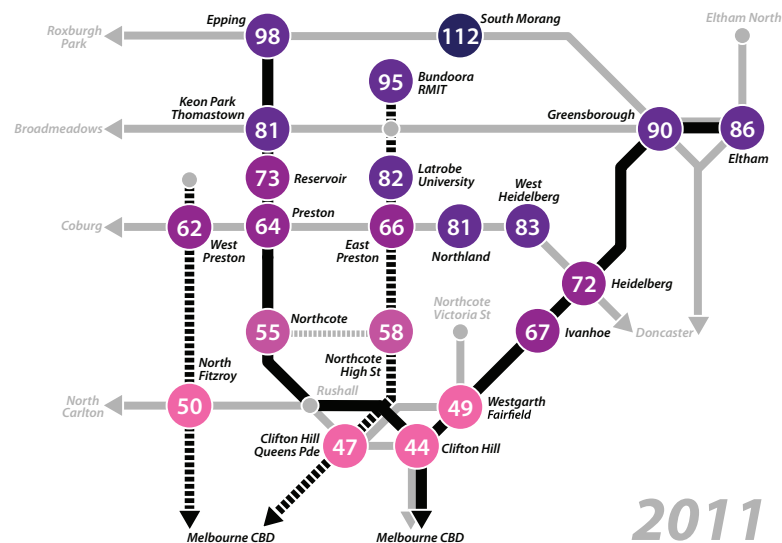 Epping
South Morang
Eltham North
Roxburgh
Park
98
112
95
Bundoora
RMIT
Keon Park
Thomastown
Greensborough
Broadmeadows
81
90
86
Eltham
73
Reservoir
82
Latrobe
University
West
Heidelberg
Coburg
62
64
Preston
66
81
83
West
Preston
East
Preston
Northland
72
Heidelberg
Northcote
Victoria St
55
Northcote
58
67
Ivanhoe
Doncaster
North
Fitzroy
Northcote
High St
Rushall
North
Carlton
50
49
Westgarth
Fairfield
Clifton Hill
Queens Pde
47
44
Clifton Hill
Melbourne CBD
Melbourne CBD
2011